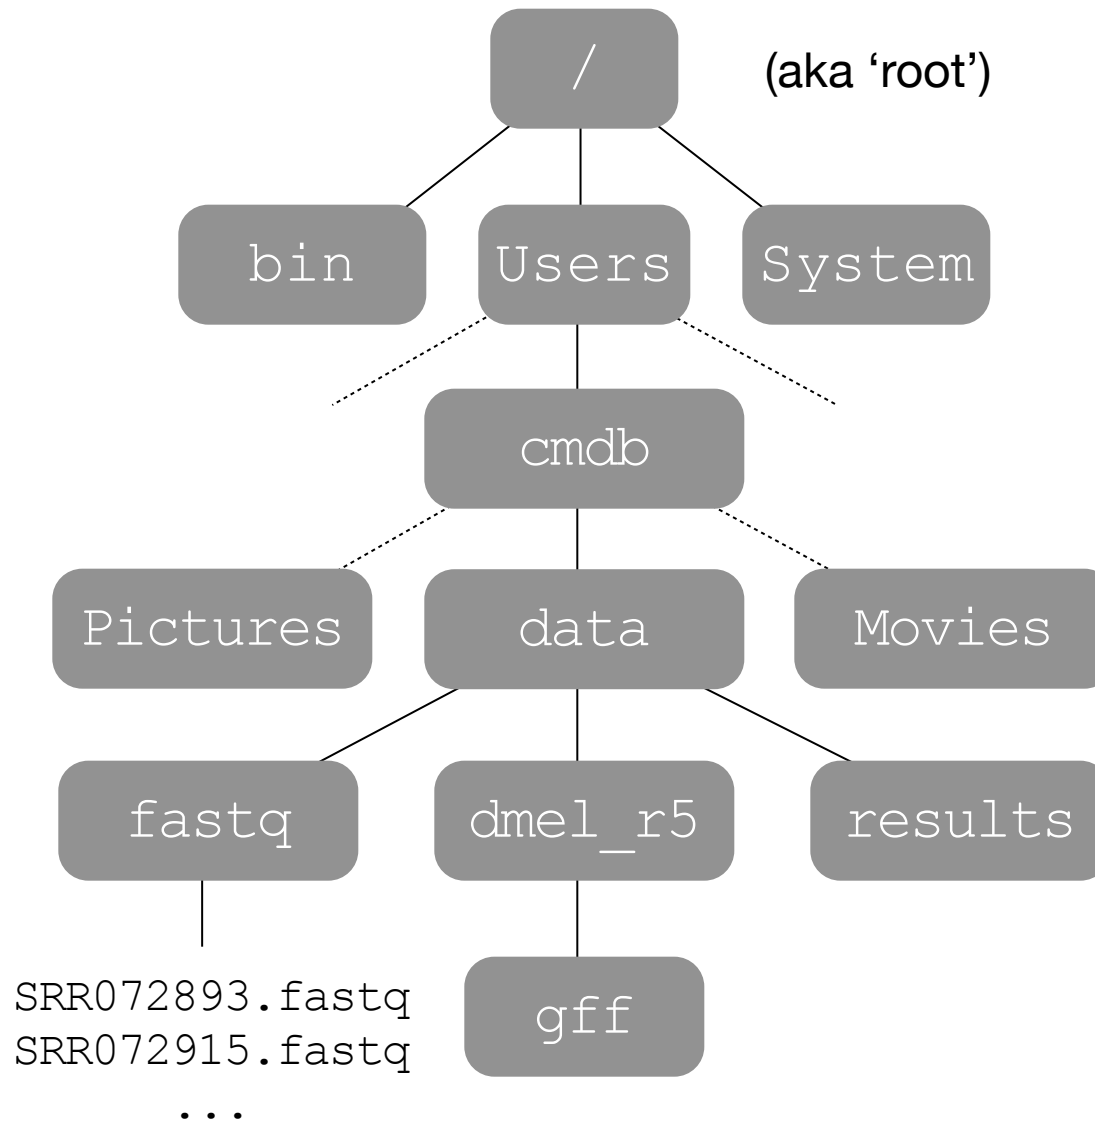 /
(aka ‘root’)
bin
Users
System
cmdb
Pictures
data
Movies
fastq
dmel_r5
results
SRR072893.fastq
SRR072915.fastq
...
gff